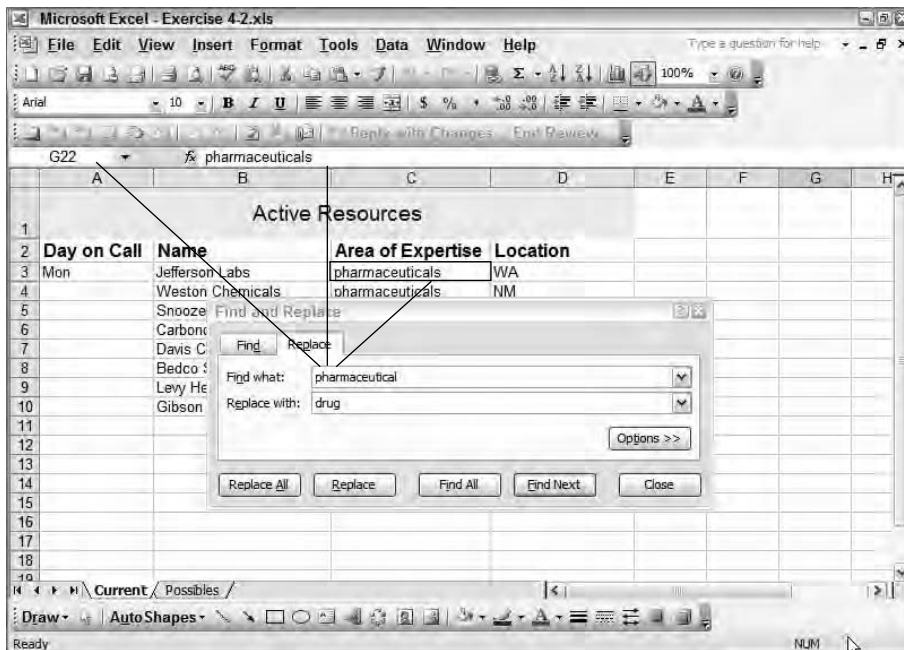 Microsoft Excel - Exercise 4-2.xls
File Edit View Insert Format Tools Data Window Help Type a question for help
Σ 100%
Arial 10 B I U $ % ,
Reply with Changes... End Review...
G22 fx pharmaceuticals
A B C D E F G H
1 Active Resources
2 Day on Call Name Area of Expertise Location
3 Mon Jefferson Labs pharmaceuticals WA
4 Weston Chemicals pharmaceuticals NM
5 Snooze
Find and Replace
6 Carbon
7 Davis C
Find Replace
8 Bedco S
Find what: pharmaceutical
9 Levy He
Replace with: drug
10 Gibson
11
Options >>
12
13
14
Replace All Replace Find All Find Next Close
15
16
17
18
19
Current Possibles
Draw AutoShapes
Ready NUM